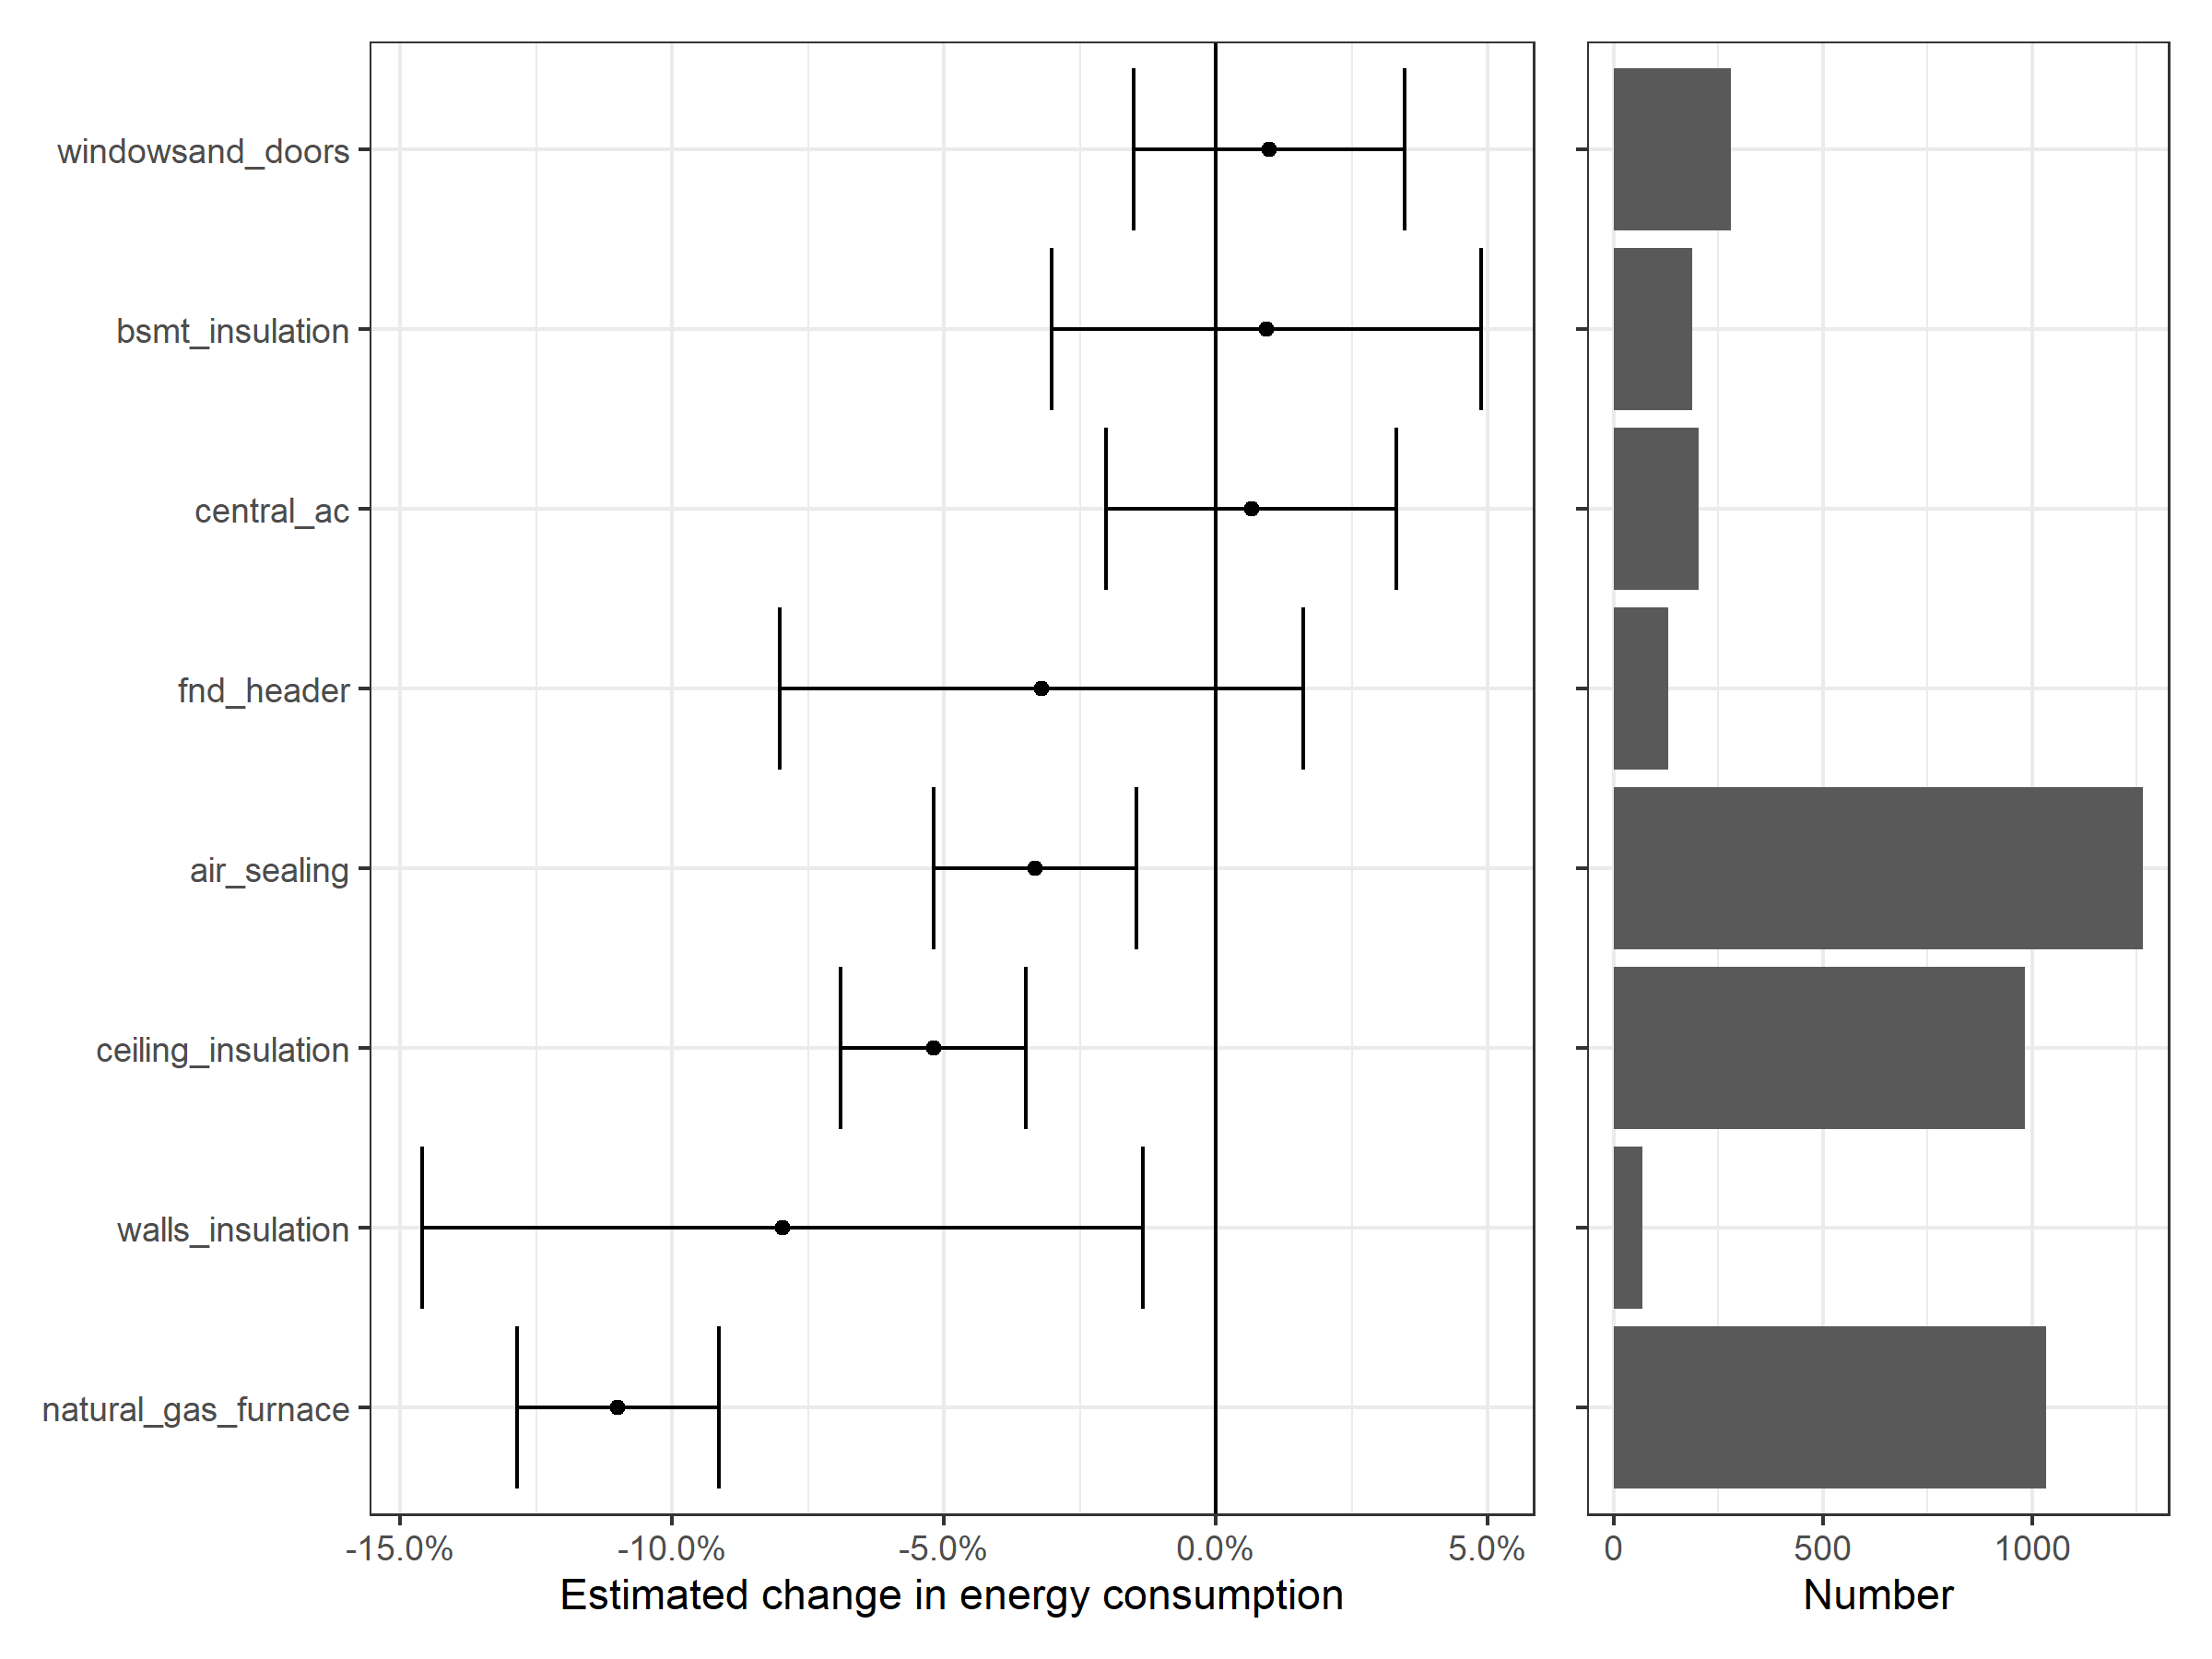 windowsand_doors
bsmt_insulation
central_ac
fnd_header
air_sealing
ceiling_insulation
walls_insulation
natural_gas_furnace
-15.0% -10.0% -5.0% 0.0% 5.0%
Estimated change in energy consumption
0 500 1000
Number